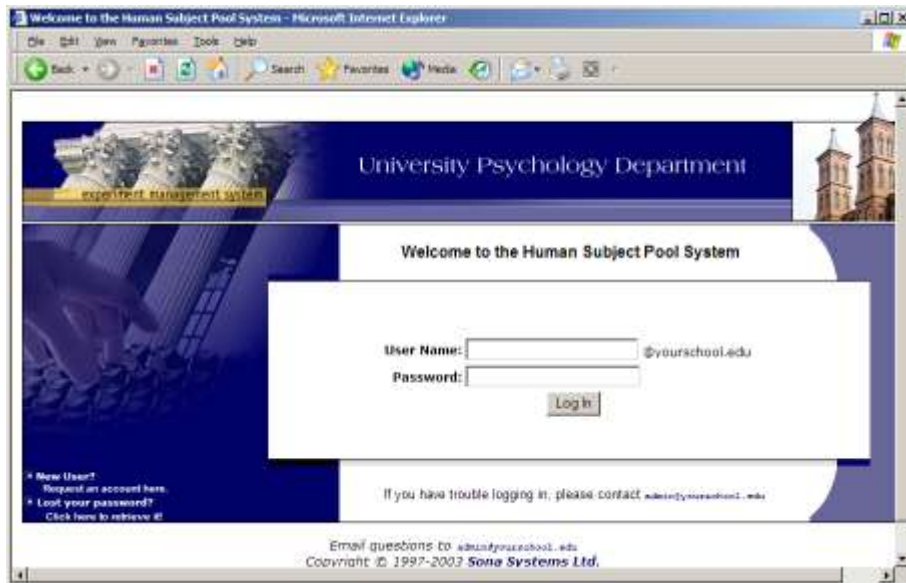 Welcome to the Human Subject Pool System - Microsoft Internet Explorer
File Edit View Favorites Tools Help
Back Search Favorites Media
University Psychology Department
experiment management system
Welcome to the Human Subject Pool System
User Name: @yourschool.edu
Password:
Log In
New User?
Request an account here.
Lost your password?
Click here to retrieve it!
If you have trouble logging in, please contact admin@yourschool.edu
Email questions to admin@yourschool.edu
Copyright © 1997-2003 Sona Systems Ltd.